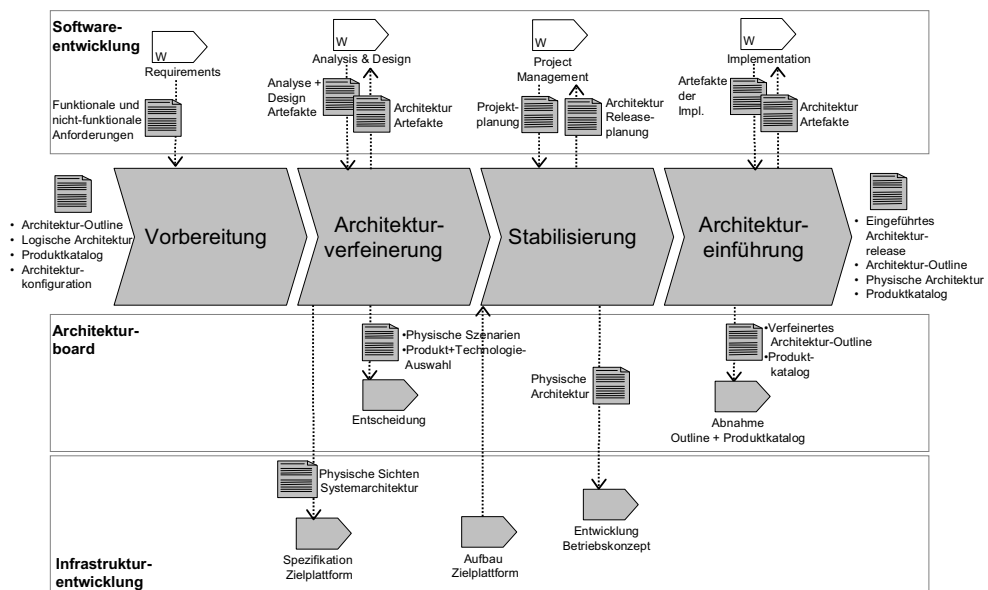 Software-
entwicklung
W
Requirements
Funktionale und
nicht-funktionale
Anforderungen
W
Analysis & Design
Analyse +
Design
Artefakte
Architektur
Artefakte
W
Project
Management
Projekt-
planung
Architektur
Release-
planung
W
Implementation
Artefakte
der
Impl.
Architektur
Artefakte
• Architektur-Outline
• Logische Architektur
• Produktkatalog
• Architektur-
konfiguration
Vorbereitung
Architektur-
verfeinerung
Stabilisierung
Architektur-
einführung
• Eingeführtes
Architektur-
release
• Architektur-Outline
• Physische Architektur
• Produktkatalog
Architektur-
board
•Physische Szenarien
•Produkt+Technologie-
Auswahl
Entscheidung
Physische
Architektur
•Verfeinertes
Architektur-Outline
•Produkt-
katalog
Abnahme
Outline + Produktkatalog
Physische Sichten
Systemarchitektur
Spezifikation
Zielplattform
Aufbau
Zielplattform
Entwicklung
Betriebskonzept
Infrastruktur-
entwicklung